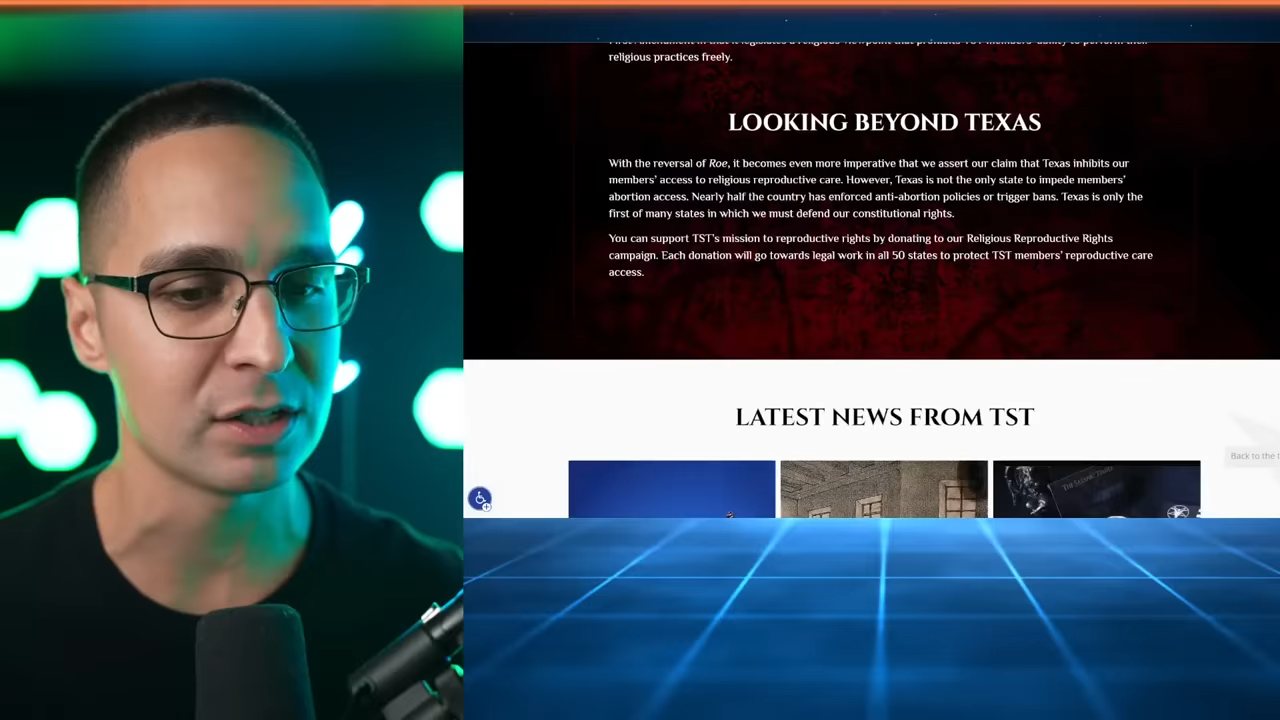 religious practices freely.
LOOKING BEYOND TEXAS
With the reversal of Roe, it becomes even more imperative that we assert our claim that Texas inhibits our
members' access to religious reproductive care. However, Texas is not the only state to impede members'
abortion access. Nearly half the country has enforced anti-abortion policies or trigger bans. Texas is only the
first of many states in which we must defend our constitutional rights.
You can support TST's mission to reproductive rights by donating to our Religious Reproductive Rights
campaign. Each donation will go towards legal work in all 50 states to protect TST members' reproductive care
access.
LATEST NEWS FROM TST
Back to the